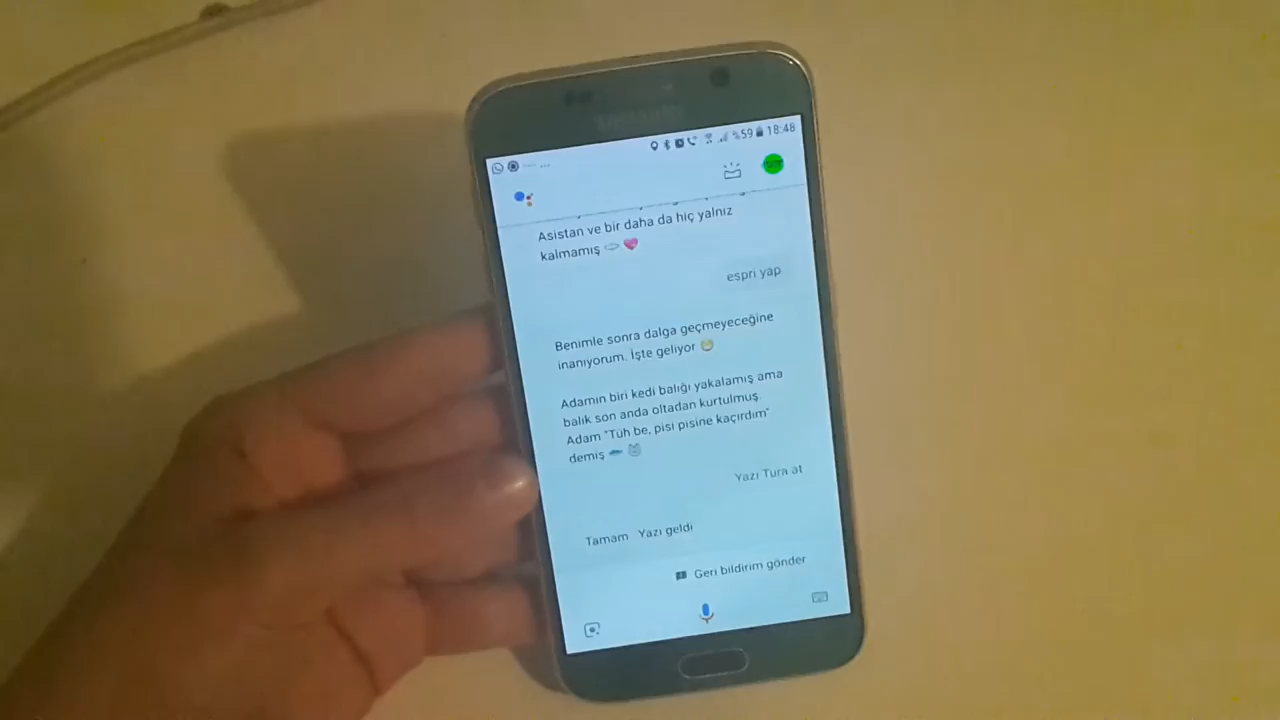 %59 18:48
Asistan ve bir daha da hiç yalnız
kalmamış
espri yap
Benimle sonra dalga geçmeyeceğine
inanıyorum. İşte geliyor
Adamın biri kedi balığı yakalamış ama
balık son anda oltadan kurtulmuş.
Adam "Tüh be, pisi pisine kaçırdım"
demiş
Yazı Tura at
Tamam Yazı geldi
Geri bildirim gönder